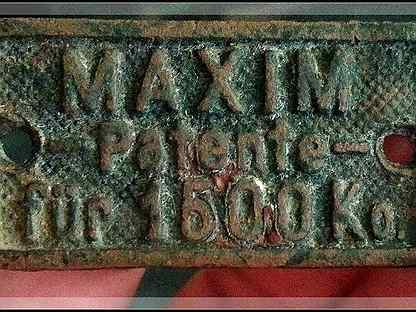 MAXIM
-Patente-
für 1500 Ko.